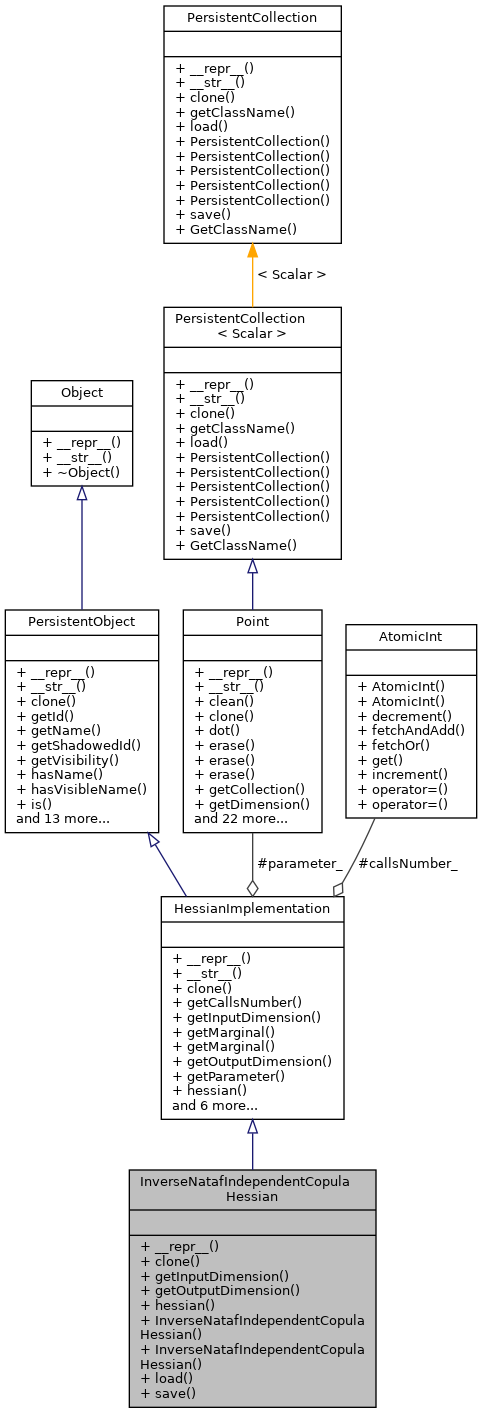 PersistentCollection
+ __repr__()
+ __str__()
+ clone()
+ getClassName()
+ load()
+ PersistentCollection()
+ PersistentCollection()
+ PersistentCollection()
+ PersistentCollection()
+ PersistentCollection()
+ save()
+ GetClassName()
< Scalar >
PersistentCollection
< Scalar >
+ __repr__()
+ __str__()
+ clone()
+ getClassName()
+ load()
+ PersistentCollection()
+ PersistentCollection()
+ PersistentCollection()
+ PersistentCollection()
+ PersistentCollection()
+ save()
+ GetClassName()
Object
+ __repr__()
+ __str__()
+ ~Object()
PersistentObject
+ __repr__()
+ __str__()
+ clone()
+ getId()
+ getName()
+ getShadowedId()
+ getVisibility()
+ hasName()
+ hasVisibleName()
+ is()
and 13 more...
Point
+ __repr__()
+ __str__()
+ clean()
+ clone()
+ dot()
+ erase()
+ erase()
+ erase()
+ getCollection()
+ getDimension()
and 22 more...
AtomicInt
+ AtomicInt()
+ AtomicInt()
+ decrement()
+ fetchAndAdd()
+ fetchOr()
+ get()
+ increment()
+ operator=()
+ operator=()
#parameter_
#callsNumber_
HessianImplementation
+ __repr__()
+ __str__()
+ clone()
+ getCallsNumber()
+ getInputDimension()
+ getMarginal()
+ getMarginal()
+ getOutputDimension()
+ getParameter()
+ hessian()
and 6 more...
InverseNatafIndependentCopula
Hessian
+ __repr__()
+ clone()
+ getInputDimension()
+ getOutputDimension()
+ hessian()
+ InverseNatafIndependentCopula
Hessian()
+ InverseNatafIndependentCopula
Hessian()
+ load()
+ save()